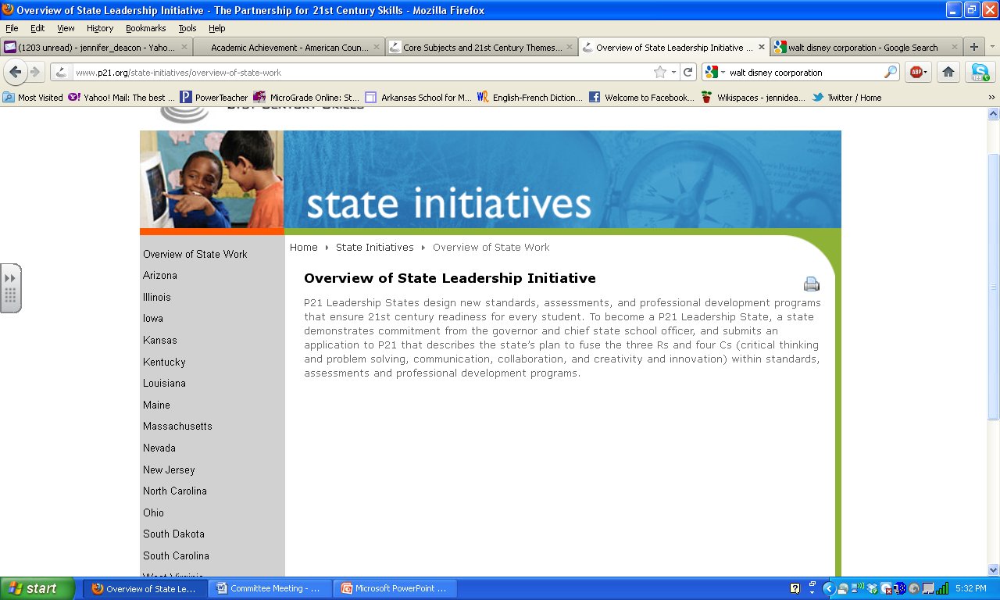 Overview of State Leadership Initiative - The Partnership for 21st Century Skills - Mozilla Firefox
File Edit View History Bookmarks Tools Help
(1203 unread) - jennifer_deacon - Yaho... × Academic Achievement - American Coun... × Core Subjects and 21st Century Themes... × Overview of State Leadership Initiative ... × walt disney corporation - Google Search × +
www.p21.org/state-initiatives/overview-of-state-work walt disney coorporation ABP
Most Visited Yahoo! Mail: The best ... PowerTeacher MicroGrade Online: St... Arkansas School for M... English-French Diction... Welcome to Facebook... Wikispaces - jennidea... Twitter / Home »
21ST CENTURY SKILLS
state initiatives
Home State Initiatives Overview of State Work
Overview of State Work
Arizona
Illinois
Iowa
Kansas
Kentucky
Louisiana
Maine
Massachusetts
Nevada
New Jersey
North Carolina
Ohio
South Dakota
South Carolina
West Virginia
Overview of State Leadership Initiative
P21 Leadership States design new standards, assessments, and professional development programs
that ensure 21st century readiness for every student. To become a P21 Leadership State, a state
demonstrates commitment from the governor and chief state school officer, and submits an
application to P21 that describes the state's plan to fuse the three Rs and four Cs (critical thinking
and problem solving, communication, collaboration, and creativity and innovation) within standards,
assessments and professional development programs.
start Overview of State Le... Committee Meeting - ... Microsoft PowerPoint ... 5:32 PM